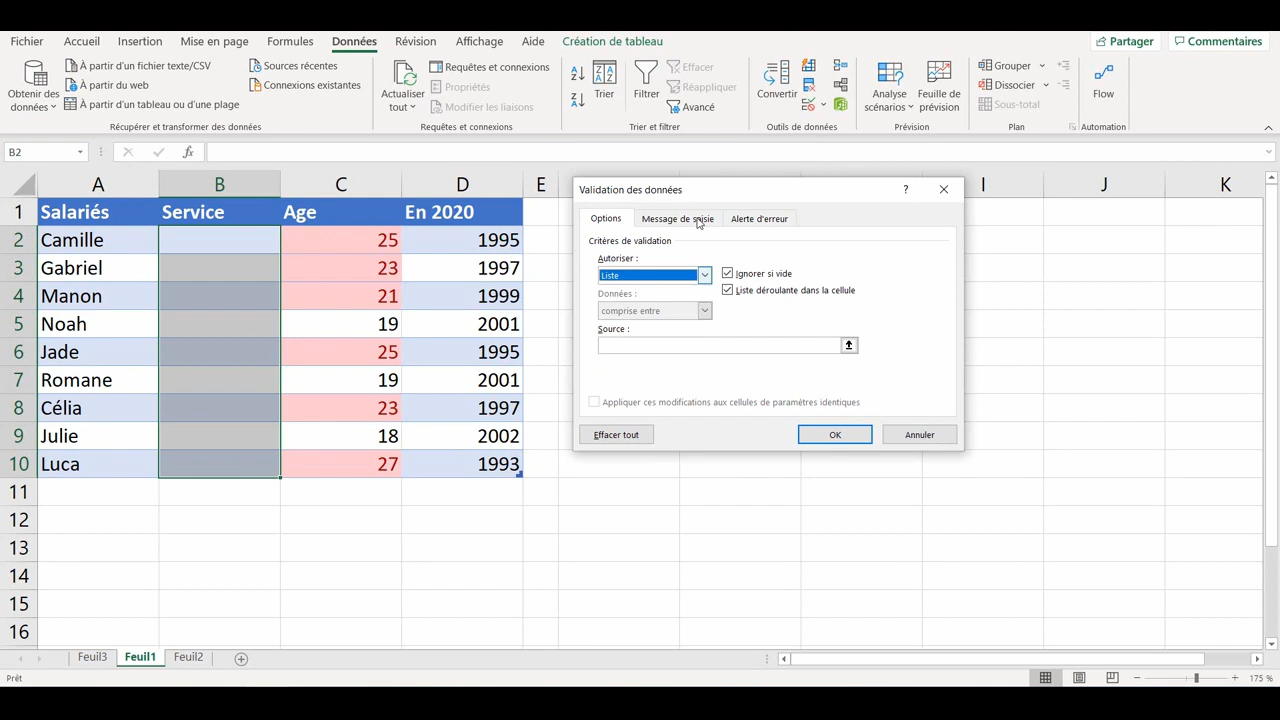 Fichier Accueil Insertion Mise en page Formules Données Révision Affichage Aide Création de tableau Partager Commentaires
Obtenir des données
À partir d'un fichier texte/CSV
À partir du web
À partir d'un tableau ou d'une plage
Sources récentes
Connexions existantes
Récupérer et transformer des données
Actualiser tout
Requêtes et connexions
Propriétés
Modifier les liaisons
Requêtes et connexions
Trier
Filtrer
Effacer
Réappliquer
Avancé
Trier et filtrer
Convertir
Outils de données
Analyse scénarios
Feuille de prévision
Prévision
Grouper
Dissocier
Sous-total
Plan
Flow
Automation
B2 fx
A B C D E I J K
1 Salariés Service Age En 2020
2 Camille 25 1995
3 Gabriel 23 1997
4 Manon 21 1999
5 Noah 19 2001
6 Jade 25 1995
7 Romane 19 2001
8 Célia 23 1997
9 Julie 18 2002
10 Luca 27 1993
11
12
13
14
15
16
Validation des données ?
Options Message de saisie Alerte d'erreur
Critères de validation
Autoriser :
Liste
Ignorer si vide
Données :
Liste déroulante dans la cellule
comprise entre
Source :
Appliquer ces modifications aux cellules de paramètres identiques
Effacer tout OK Annuler
Feuil3 Feuil1 Feuil2
Prêt 175 %